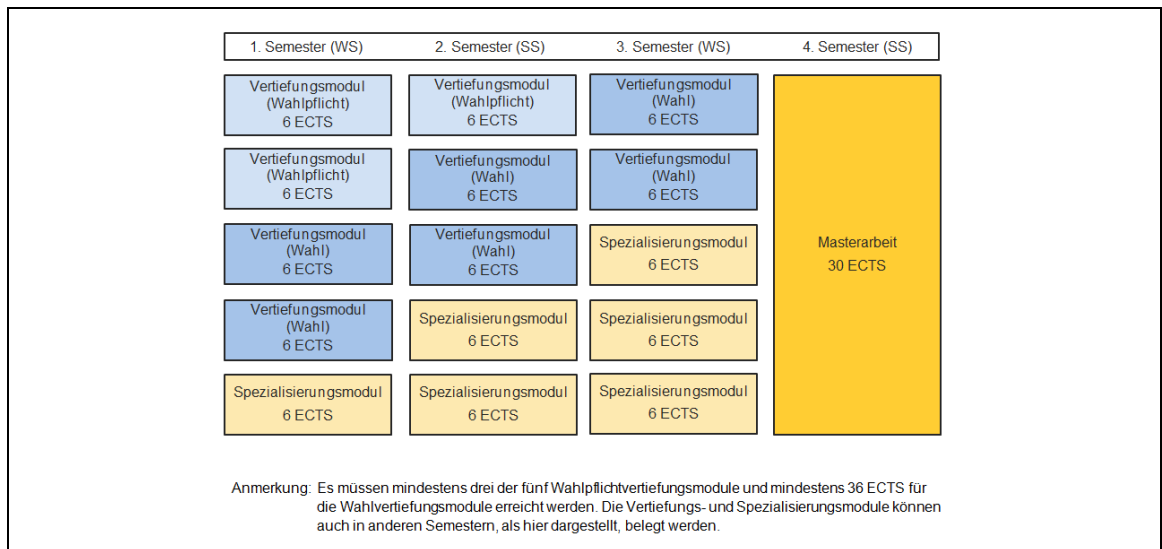 1. Semester (WS)
2. Semester (SS)
3. Semester (WS)
4. Semester (SS)
Vertiefungsmodul
(Wahlpflicht)
6 ECTS
Vertiefungsmodul
(Wahlpflicht)
6 ECTS
Vertiefungsmodul
(Wahl)
6 ECTS
Vertiefungsmodul
(Wahlpflicht)
6 ECTS
Vertiefungsmodul
(Wahl)
6 ECTS
Vertiefungsmodul
(Wahl)
6 ECTS
Vertiefungsmodul
(Wahl)
6 ECTS
Vertiefungsmodul
(Wahl)
6 ECTS
Spezialisierungsmodul
6 ECTS
Masterarbeit
30 ECTS
Vertiefungsmodul
(Wahl)
6 ECTS
Spezialisierungsmodul
6 ECTS
Spezialisierungsmodul
6 ECTS
Spezialisierungsmodul
6 ECTS
Spezialisierungsmodul
6 ECTS
Spezialisierungsmodul
6 ECTS
Anmerkung: Es müssen mindestens drei der fünf Wahlpflichtvertiefungsmodule und mindestens 36 ECTS für
die Wahlvertiefungsmodule erreicht werden. Die Vertiefungs- und Spezialisierungsmodule können
auch in anderen Semestern, als hier dargestellt, belegt werden.